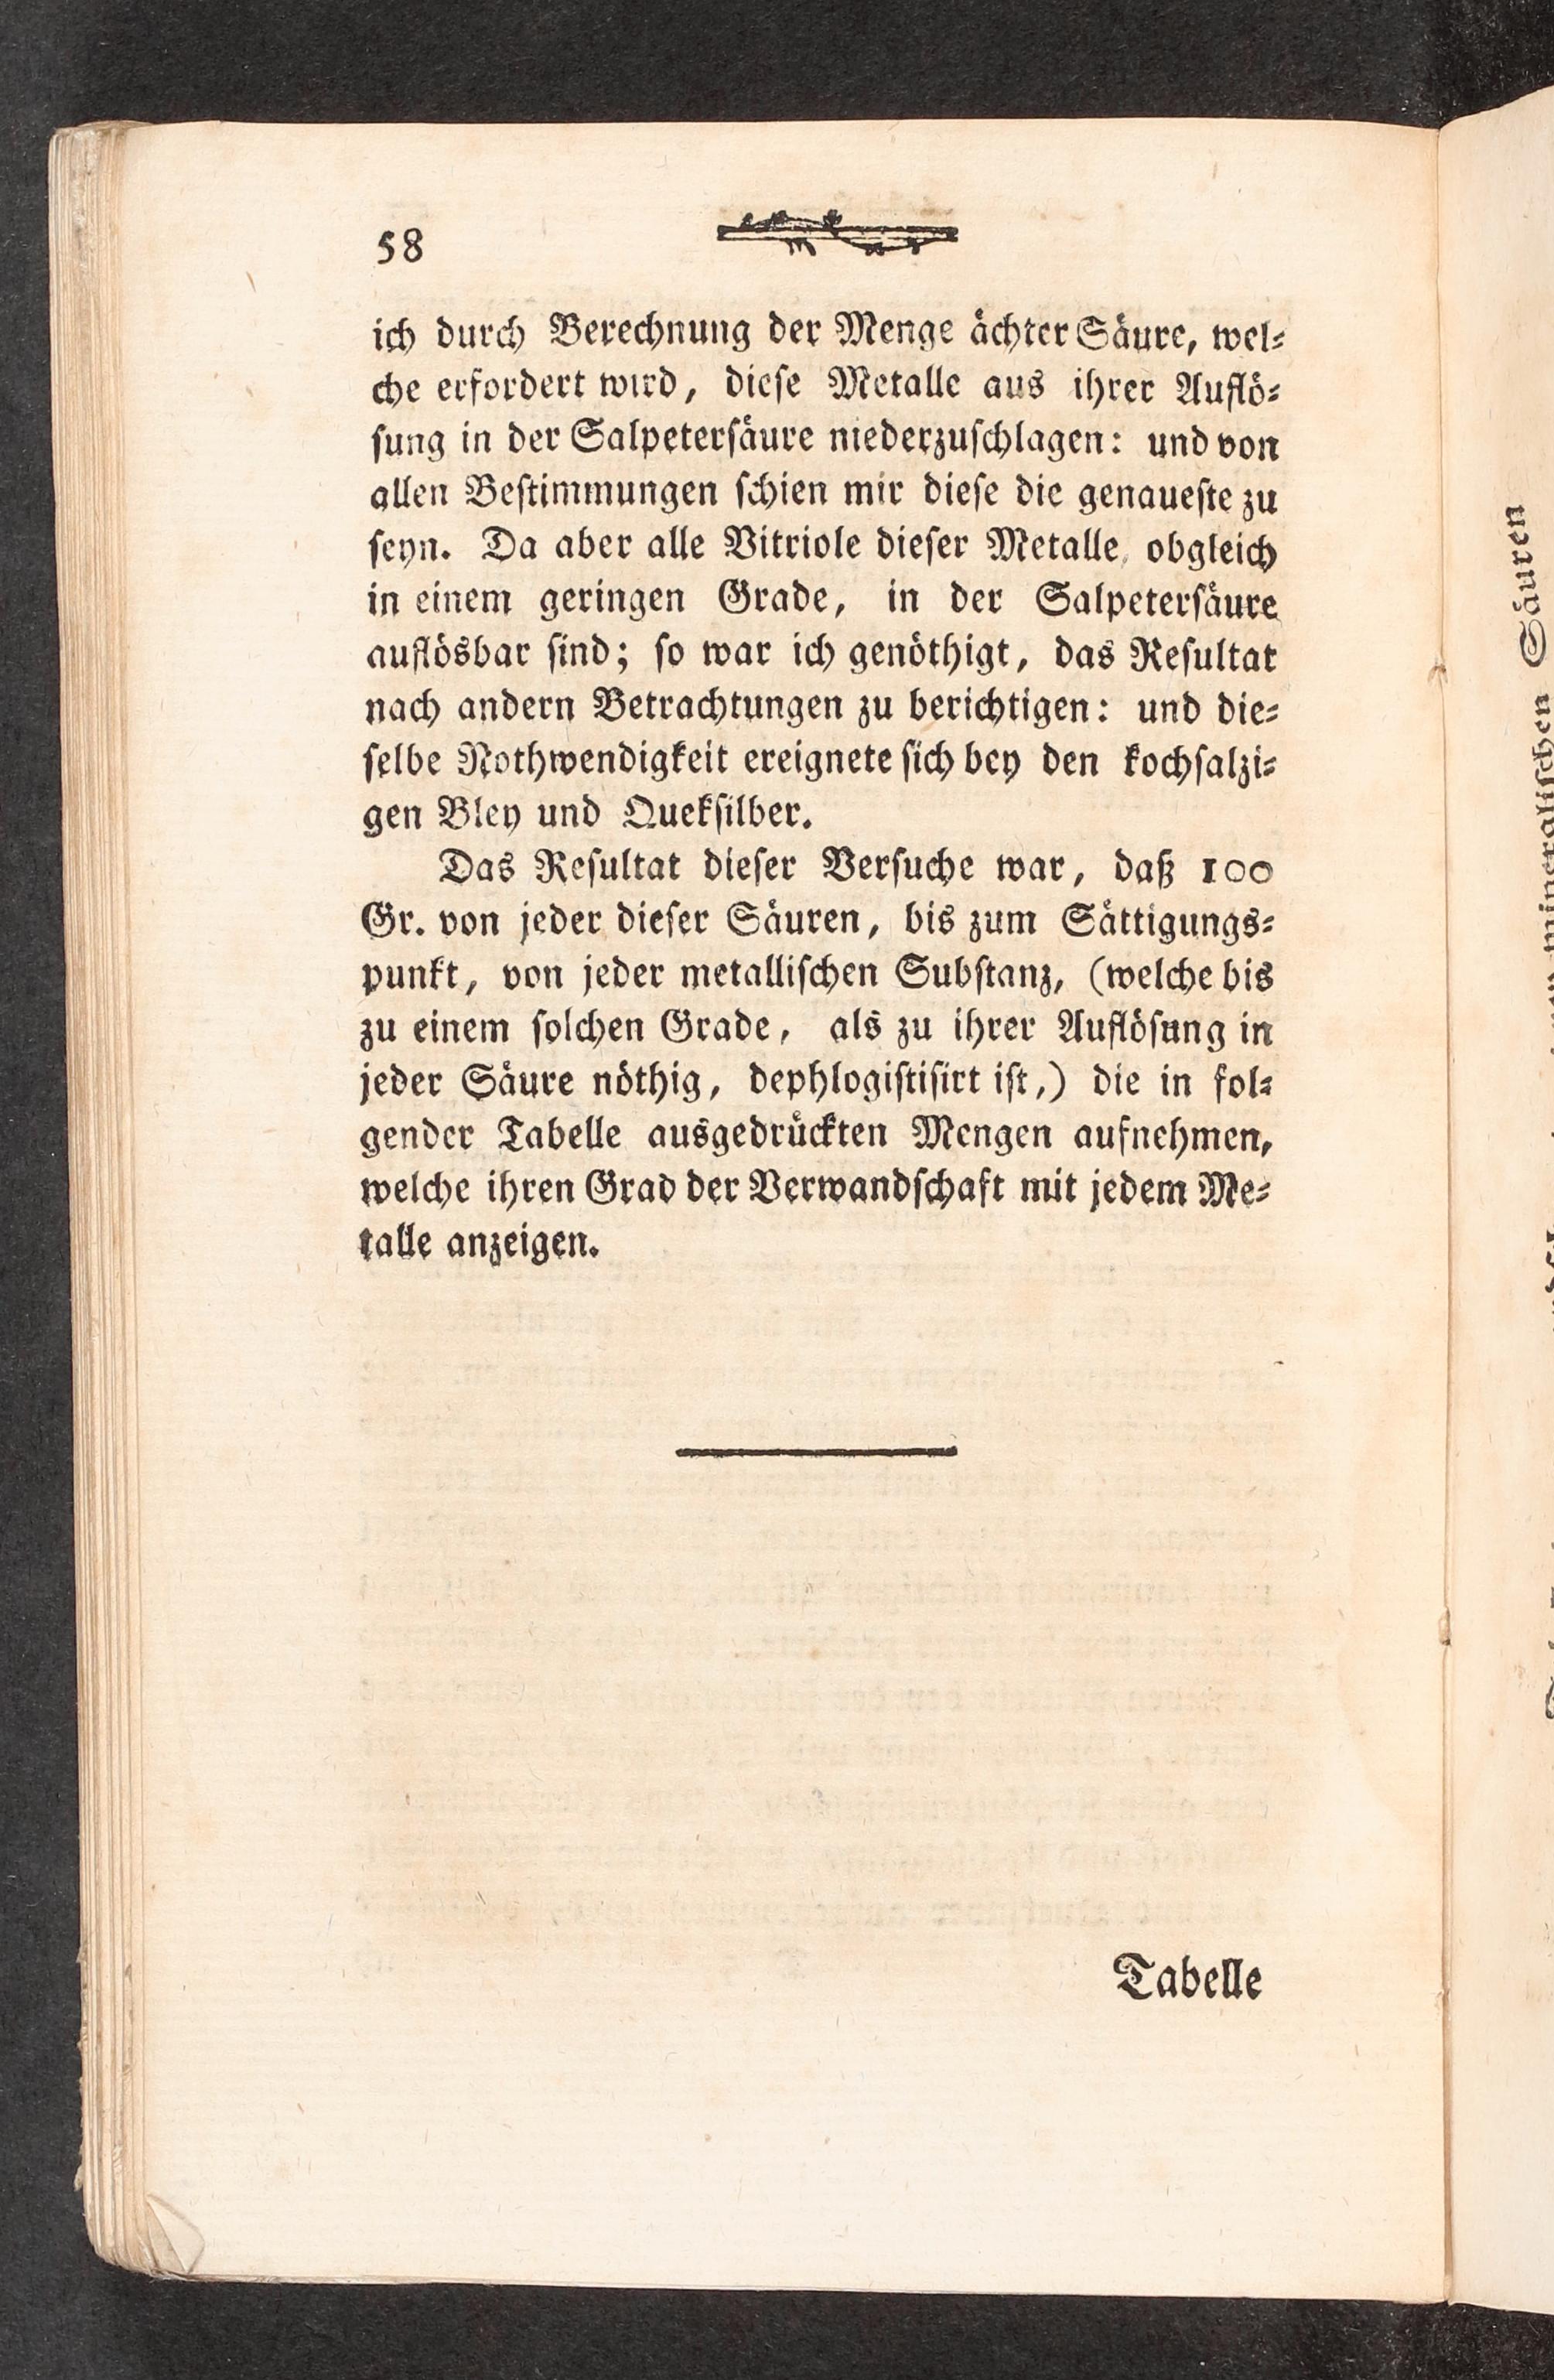 58
ich durch Berechnung der Menge ächter Säure, wel-
che erfordert wird, diese Metalle aus ihrer Auflö-
sung in der Salpetersäure niederzuschlagen: und von
allen Bestimmungen schien mir diese die genaueste zu
seyn. Da aber alle Vitriole dieser Metalle, obgleich
in einem geringen Grade, in der Salpetersäure
auflösbar sind; so war ich genöthigt, das Resultat
nach andern Betrachtungen zu berichtigen: und die-
selbe Nothwendigkeit ereignete sich bey den kochsalzi-
gen Bley und Queksilber.
Das Resultat dieser Versuche war, daß 100
Gr. von jeder dieser Säuren, bis zum Sättigungs-
punkt, von jeder metallischen Substanz, (welche bis
zu einem solchen Grade, als zu ihrer Auflösung in
jeder Säure nöthig, dephlogistisirt ist,) die in fol-
gender Tabelle ausgedrückten Mengen aufnehmen,
welche ihren Grad der Verwandschaft mit jedem Me-
talle anzeigen.
Tabelle
mineralischen Säuren